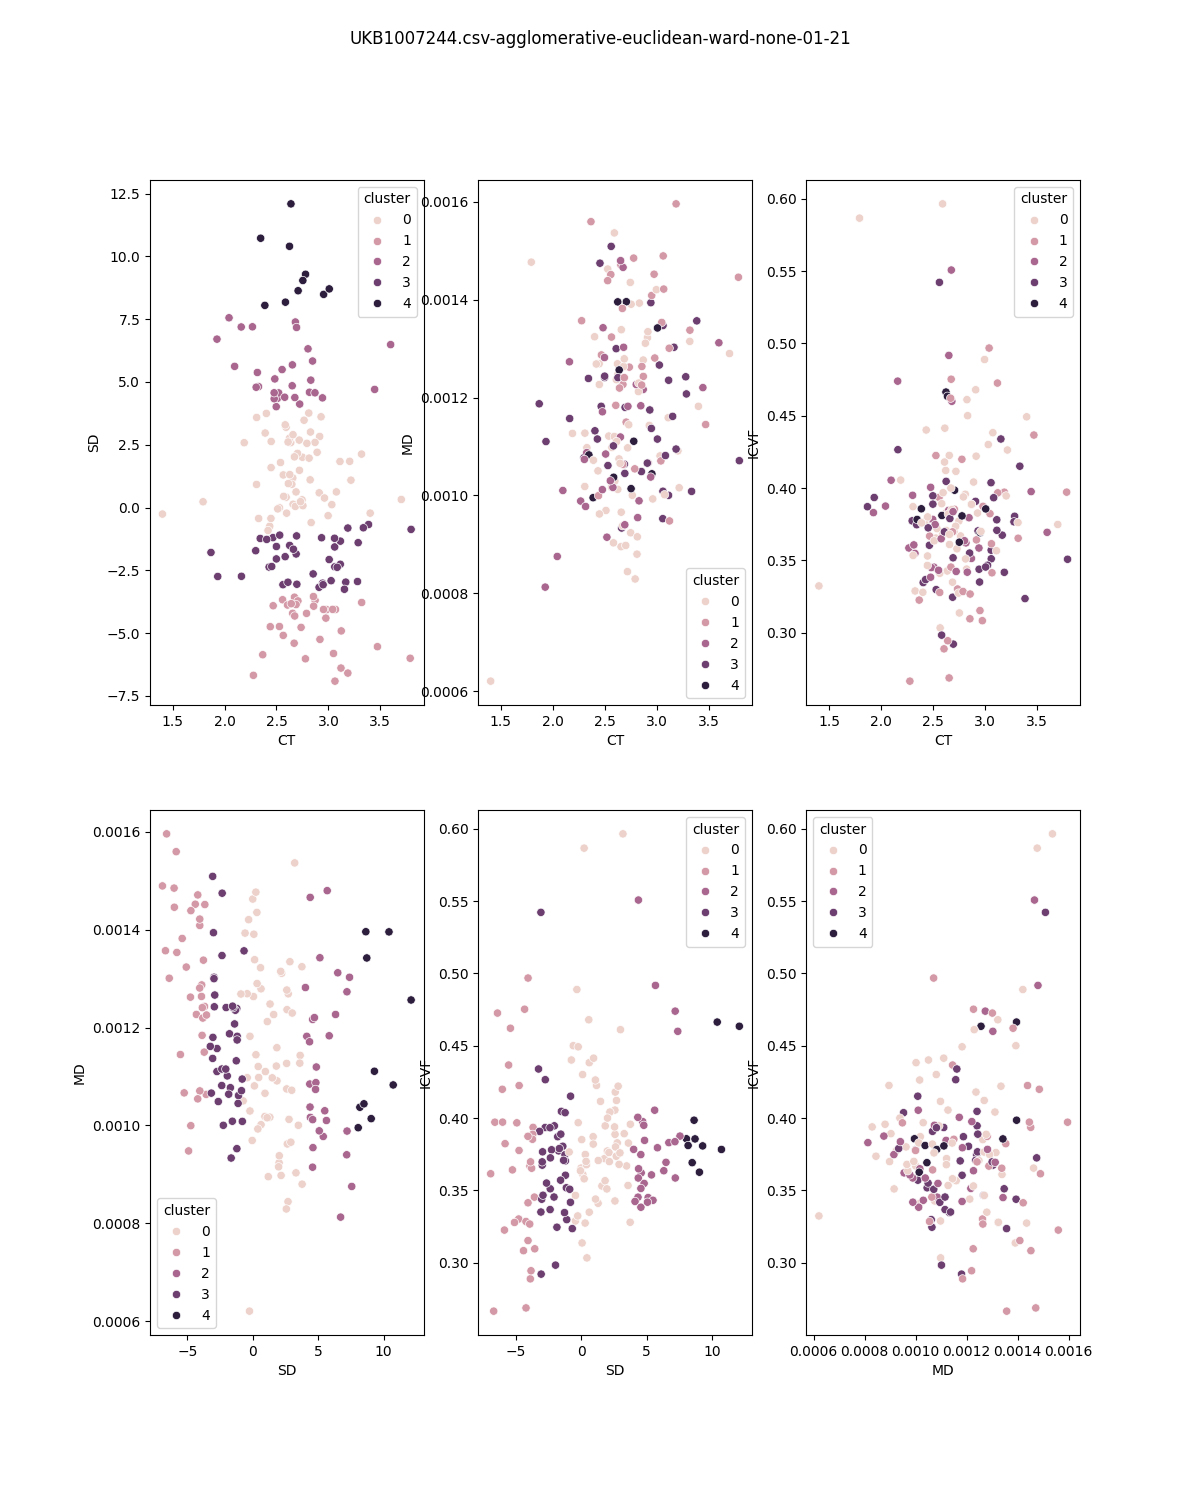 UKB1007244.csv-agglomerative-euclidean-ward-none-01-21
12.5
10.0
7.5
5.0
2.5
0.0
−2.5
−5.0
−7.5
SD
1.5 2.0 2.5 3.0 3.5
CT
cluster
0
1
2
3
4
0.0016
0.0014
0.0012
0.0010
0.0008
0.0006
MD
1.5 2.0 2.5 3.0 3.5
CT
cluster
0
1
2
3
4
0.60
0.55
0.50
0.45
0.40
0.35
0.30
ICVF
1.5 2.0 2.5 3.0 3.5
CT
cluster
0
1
2
3
4
0.0016
0.0014
0.0012
0.0010
0.0008
0.0006
MD
−5 0 5 10
SD
cluster
0
1
2
3
4
0.60
0.55
0.50
0.45
0.40
0.35
0.30
ICVF
−5 0 5 10
SD
cluster
0
1
2
3
4
0.60
0.55
0.50
0.45
0.40
0.35
0.30
ICVF
0.0006 0.0008 0.0010 0.0012 0.0014 0.0016
MD
cluster
0
1
2
3
4